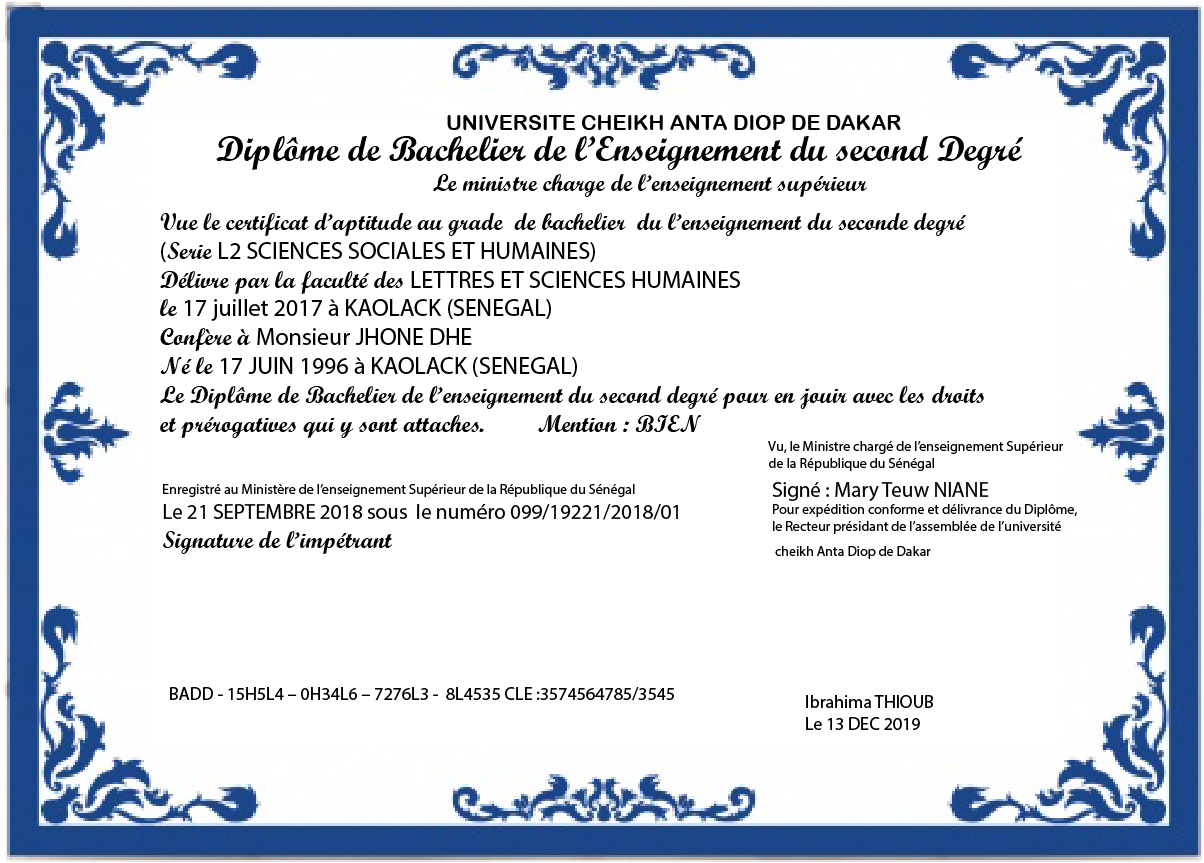 UNIVERSITE CHEIKH ANTA DIOP DE DAKAR
Diplôme de Bachelier de l'Enseignement du second Degré
Le ministre charge de l'enseignement supérieur
Vue le certificat d'aptitude au grade de bachelier du l'enseignement du seconde degré
(Serie L2 SCIENCES SOCIALES ET HUMAINES)
Délivre par la faculté des LETTRES ET SCIENCES HUMAINES
le 17 juillet 2017 à KAOLACK (SENEGAL)
Confère à Monsieur JHONE DHE
Né le 17 JUIN 1996 à KAOLACK (SENEGAL)
Le Diplôme de Bachelier de l'enseignement du second degré pour en jouir avec les droits
et prérogatives qui y sont attaches. Mention : BIEN
Vu, le Ministre chargé de l'enseignement Supérieur
de la République du Sénégal
Signé : Mary Teuw NIANE
Pour expédition conforme et délivrance du Diplôme,
le Recteur présidant de l'assemblée de l'université
cheikh Anta Diop de Dakar
Enregistré au Ministère de l'enseignement Supérieur de la République du Sénégal
Le 21 SEPTEMBRE 2018 sous le numéro 099/19221/2018/01
Signature de l'impétrant
BADD - 15H5L4 – 0H34L6 – 7276L3 - 8L4535 CLE :3574564785/3545
Ibrahima THIOUB
Le 13 DEC 2019